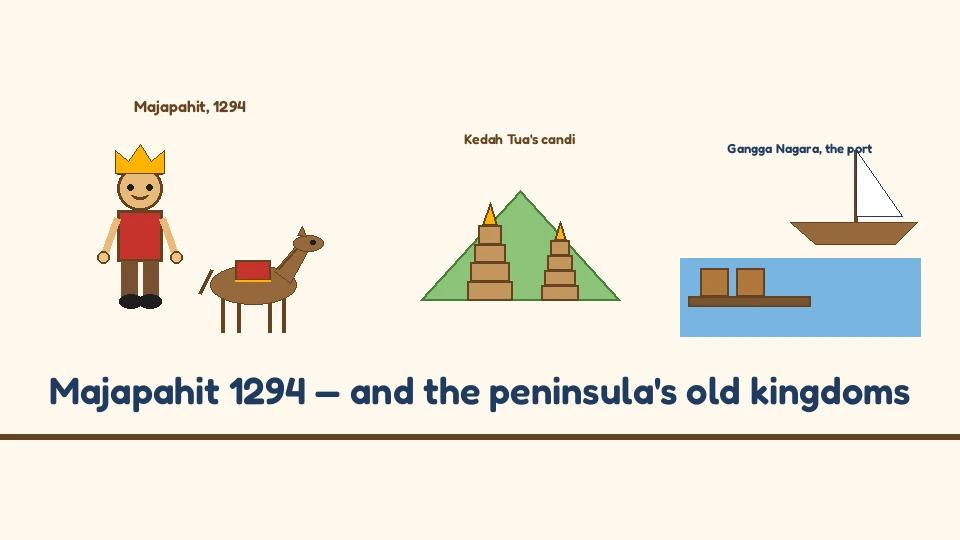 Majapahit, 1294
Kedah Tua's candi
Gangga Nagara, the port
Majapahit 1294 — and the peninsula's old kingdoms